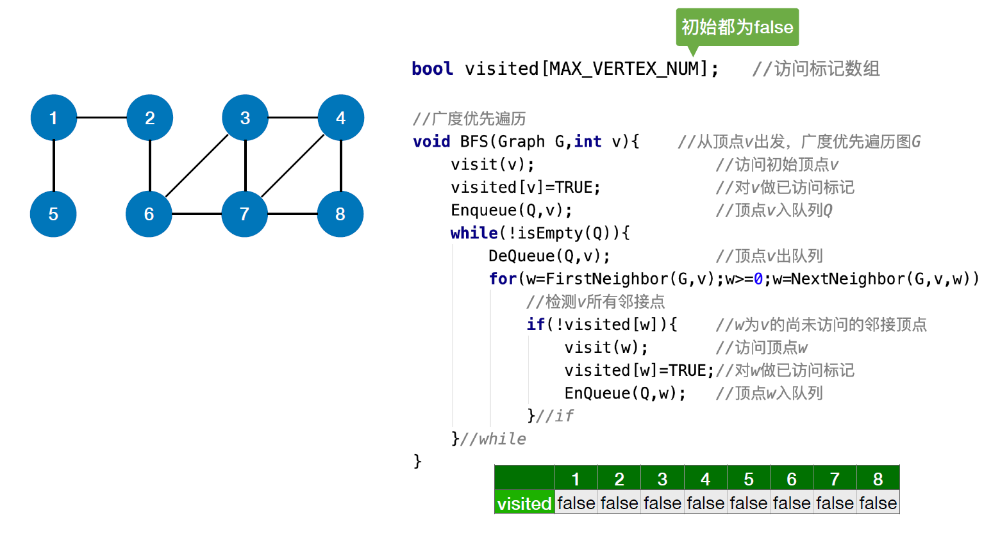 初始都为false
bool visited[MAX_VERTEX_NUM];   //访问标记数组
1 2 3 4
5 6 7 8
//广度优先遍历
void BFS(Graph G,int v){    //从顶点v出发，广度优先遍历图G
    visit(v);                   //访问初始顶点v
    visited[v]=TRUE;            //对v做已访问标记
    Enqueue(Q,v);               //顶点v入队列Q
    while(!isEmpty(Q)){
        DeQueue(Q,v);           //顶点v出队列
        for(w=FirstNeighbor(G,v);w>=0;w=NextNeighbor(G,v,w))
            //检测v所有邻接点
            if(!visited[w]){    //w为v的尚未访问的邻接顶点
                visit(w);       //访问顶点w
                visited[w]=TRUE;//对w做已访问标记
                EnQueue(Q,w);   //顶点w入队列
            }//if
    }//while
}
1 2 3 4 5 6 7 8
visited false false false false false false false false